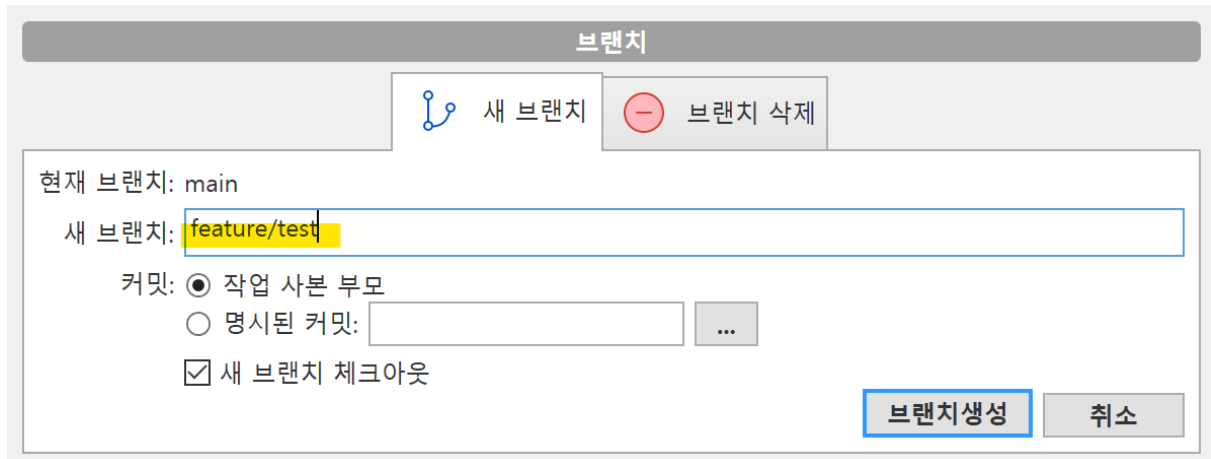 브랜치
새 브랜치
브랜치 삭제
현재 브랜치: main
새 브랜치: feature/test
커밋: 작업 사본 부모
명시된 커밋: ...
새 브랜치 체크아웃
브랜치생성 취소